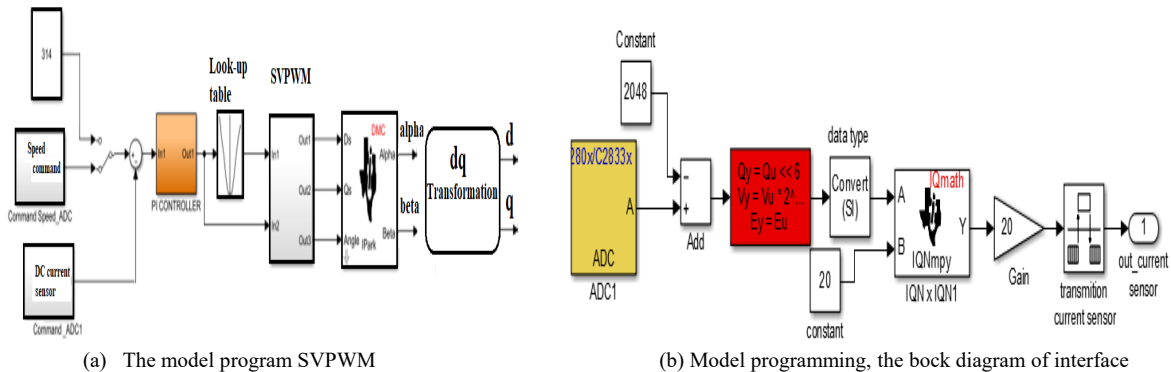 314
Look-up
table
SVPWM
Speed
command
Command Speed_ADC
In1
Out1
PI CONTROLLER
In1
In2
Out1
Out2
Out3
DMC
Ds
Qs
Angle
IPark
Alpha
Beta
alpha
beta
dq
Transformation
d
q
DC current
sensor
Command_ADC1
(a) The model program SVPWM
Constant
2048
280x/C2833x
A
ADC
ADC1
−
+
Add
Qy = Qu << 6
Vy = Vu * 2^...
Ey = Eu
data type
Convert
(SI)
20
constant
IQmath
A
B
Y
IQNmpy
IQN x IQN1
20
Gain
transmition
current sensor
1
out_current
sensor
(b) Model programming, the bock diagram of interface